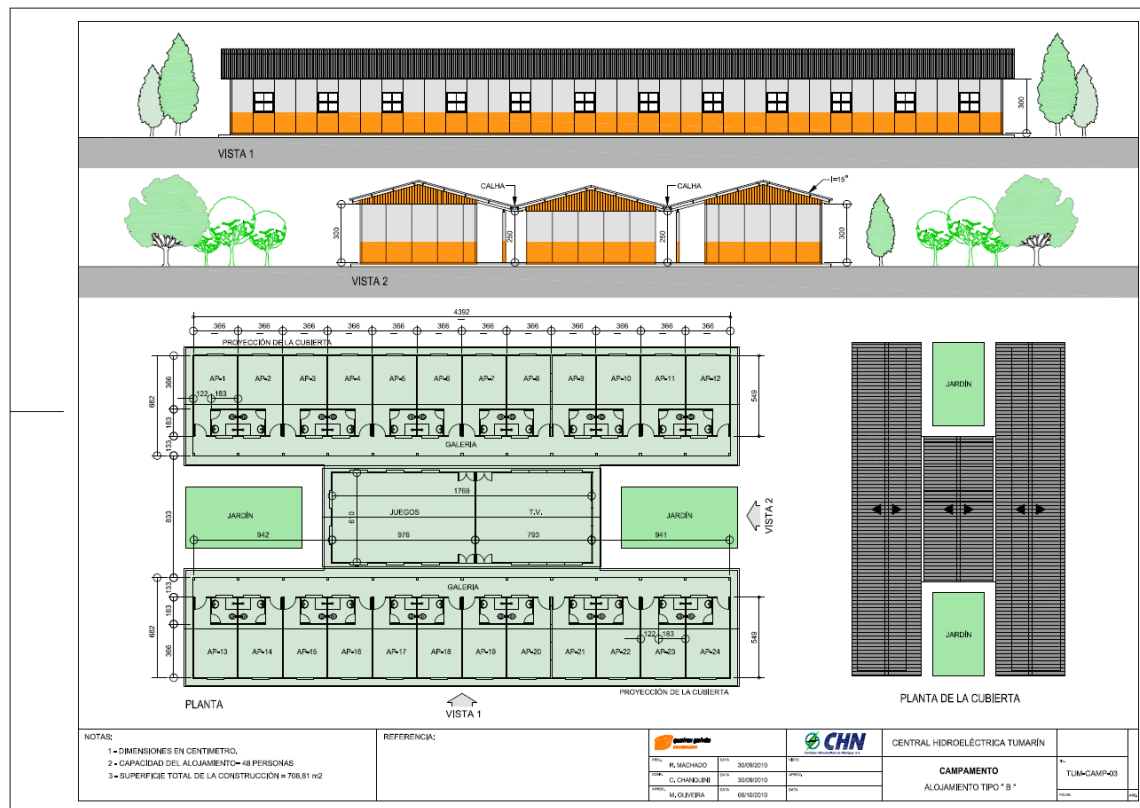 VISTA 1
300
CALHA
CALHA
I=15°
300
250
250
300
VISTA 2
4392
366 366 366 366 366 366 366 366 366 366 366 366
PROYECCIÓN DE LA CUBIERTA
AP-1 AP-2 AP-3 AP-4 AP-5 AP-6 AP-7 AP-8 AP-9 AP-10 AP-11 AP-12
366
122 183
682
549
183
133
GALERIA
1769
JARDÍN
JUEGOS
T.V.
JARDÍN
633
610
942
976
793
941
VISTA 2
GALERIA
133
183
682
366
122 183
549
AP-13 AP-14 AP-15 AP-16 AP-17 AP-18 AP-19 AP-20 AP-21 AP-22 AP-23 AP-24
PLANTA
VISTA 1
PROYECCIÓN DE LA CUBIERTA
JARDÍN
JARDÍN
PLANTA DE LA CUBIERTA
NOTAS:
1 - DIMENSIONES EN CENTIMETRO,
2 - CAPACIDAD DEL ALOJAMIENTO= 48 PERSONAS
3 - SUPERFICIE TOTAL DE LA CONSTRUCCIÓN = 708,61 m2
REFERENCIA:
queiroz galvão
CHN
R. MACHADO
DATA
30/09/2010
C. CHANQUINI
DATA
30/09/2010
M. OLIVEIRA
DATA
06/10/2010
DATA
CENTRAL HIDROELÉCTRICA TUMARÍN
CAMPAMENTO
ALOJAMIENTO TIPO " B "
TUM-CAMP-03